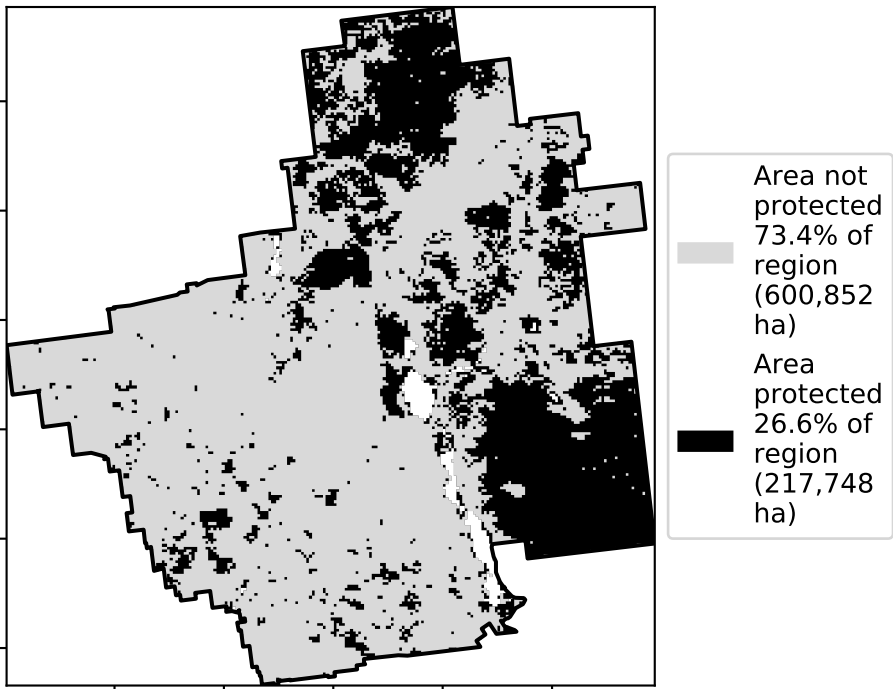 Area not
protected
73.4% of
region
(600,852
ha)
Area
protected
26.6% of
region
(217,748
ha)